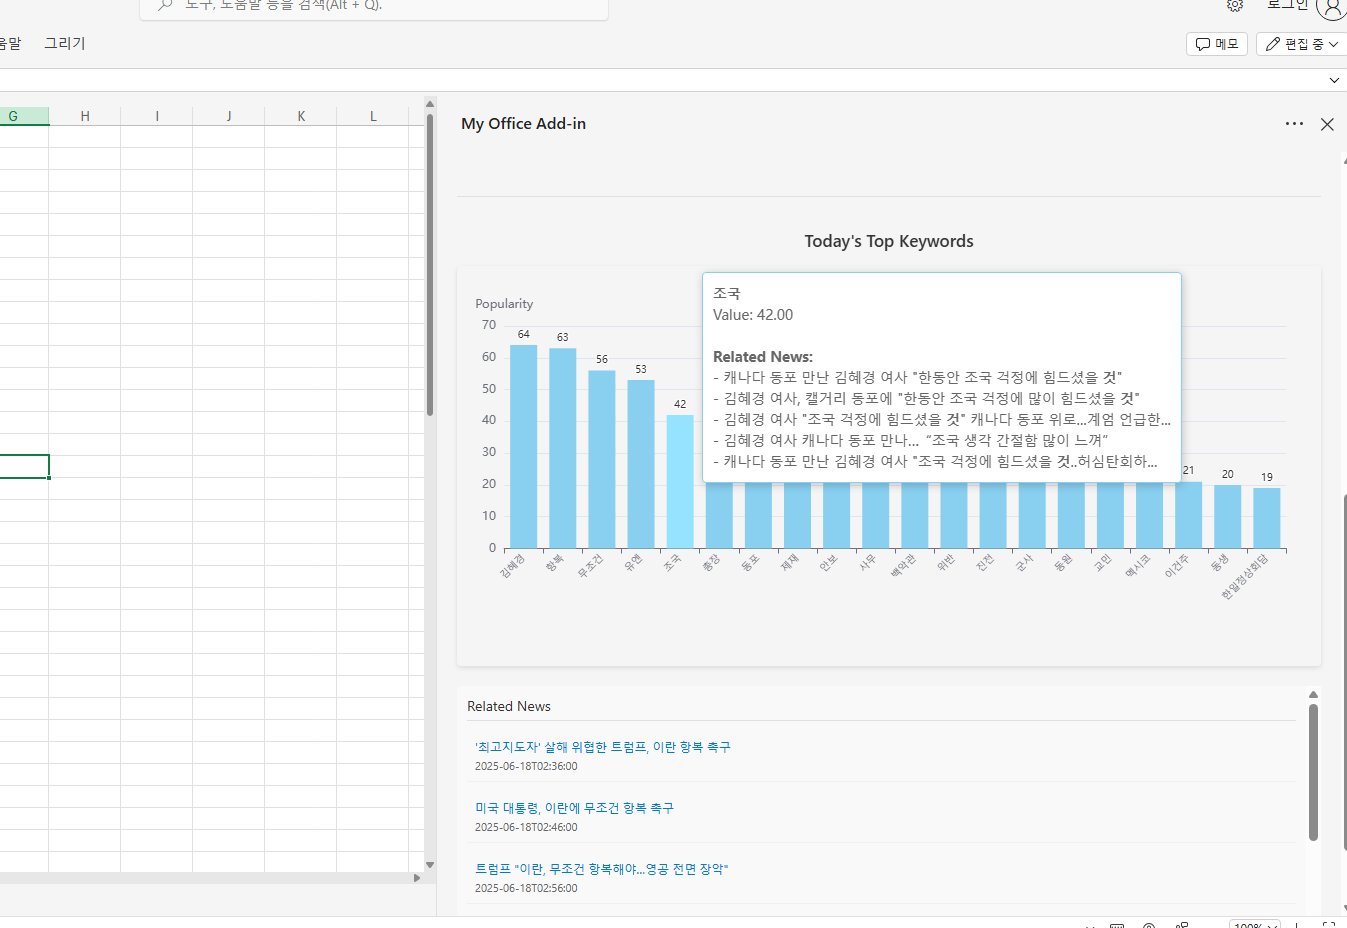 도구, 도움말 등을 검색(Alt + Q).
로그인
움말 그리기
메모
편집 중
G H I J K L
My Office Add-in
Today's Top Keywords
조국
Value: 42.00
Related News:
- 캐나다 동포 만난 김혜경 여사 "한동안 조국 걱정에 힘드셨을 것"
- 김혜경 여사, 캘거리 동포에 "한동안 조국 걱정에 많이 힘드셨을 것"
- 김혜경 여사 "조국 걱정에 힘드셨을 것" 캐나다 동포 위로...계엄 언급한...
- 김혜경 여사 캐나다 동포 만나… “조국 생각 간절함 많이 느껴”
- 캐나다 동포 만난 김혜경 여사 "조국 걱정에 힘드셨을 것..허심탄회하...
Popularity
70
60
50
40
30
20
10
0
64 63 56 53 42 21 20 19
김혜경 항복 무조건 유엔 조국 총장 동포 제재 안보 사무 백악관 위반 진전 군사 동원 교민 멕시코 이건주 동생 한일정상회담
Related News
'최고지도자' 살해 위협한 트럼프, 이란 항복 촉구
2025-06-18T02:36:00
미국 대통령, 이란에 무조건 항복 촉구
2025-06-18T02:46:00
트럼프 "이란, 무조건 항복해야...영공 전면 장악"
2025-06-18T02:56:00
100%